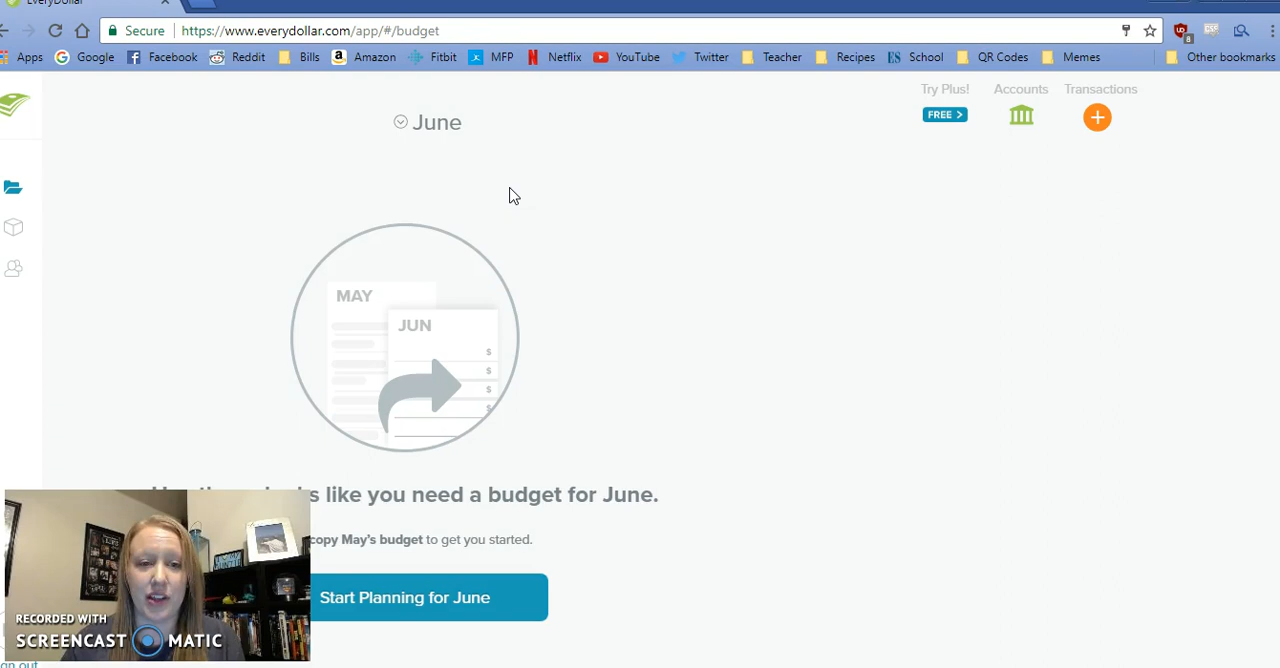 EveryDollar
Secure https://www.everydollar.com/app/#/budget
Apps Google Facebook Reddit Bills Amazon Fitbit MFP Netflix YouTube Twitter Teacher Recipes ES School QR Codes Memes Other bookmarks
Try Plus! Accounts Transactions
FREE >
June
MAY
JUN
$
$
$
$
like you need a budget for June.
copy May's budget to get you started.
Start Planning for June
RECORDED WITH
SCREENCAST MATIC
out